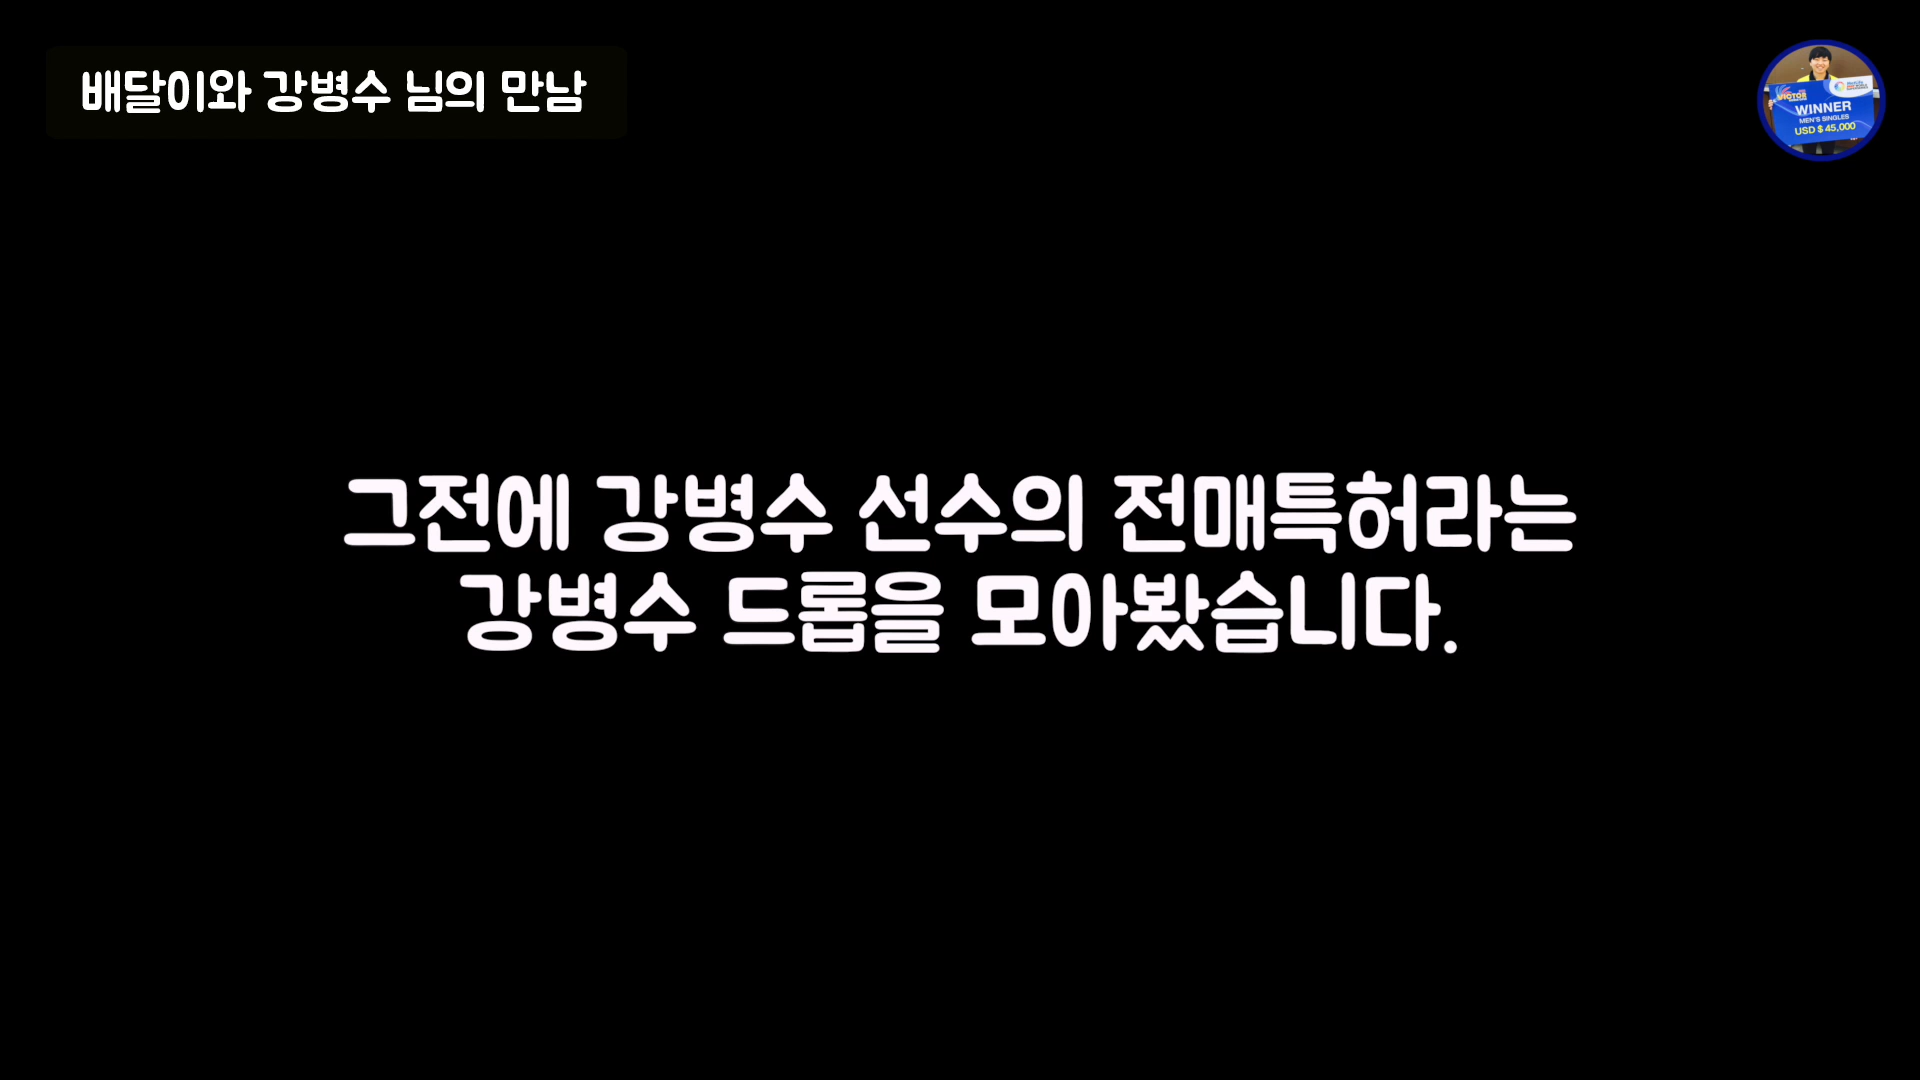 배달이와 강병수 님의 만남
VICTOR
WINNER
MEN'S SINGLES
USD $ 45,000
그전에 강병수 선수의 전매특허라는
강병수 드롭을 모아봤습니다.